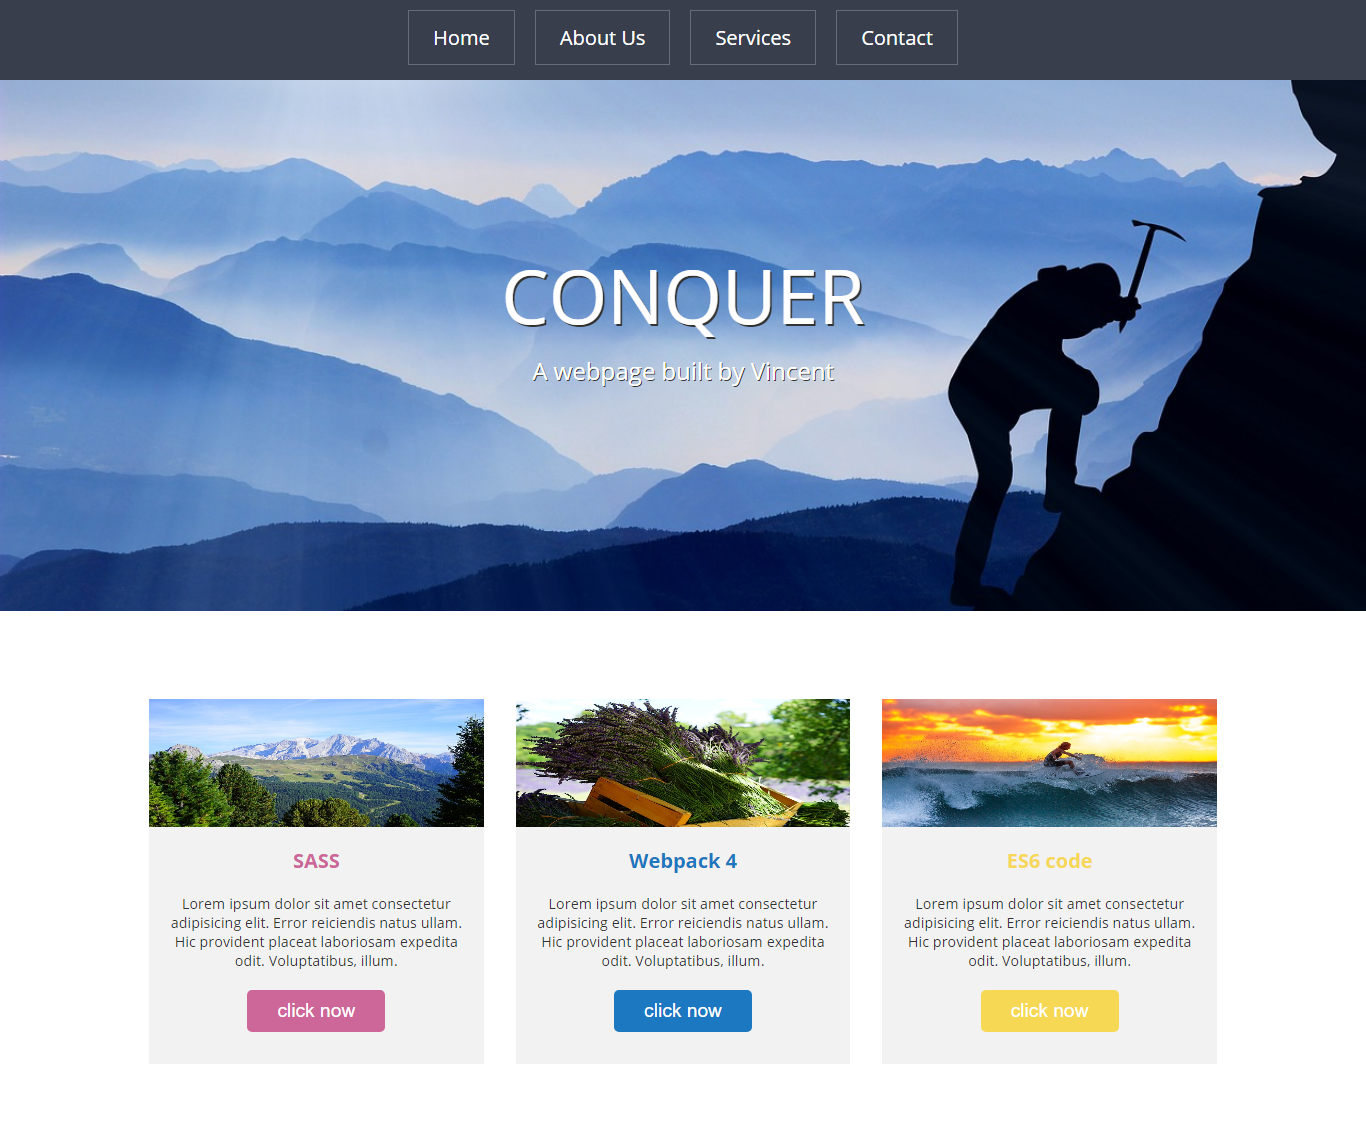 Home About Us Services Contact
CONQUER
A webpage built by Vincent
SASS
Lorem ipsum dolor sit amet consectetur
adipisicing elit. Error reiciendis natus ullam.
Hic provident placeat laboriosam expedita
odit. Voluptatibus, illum.
click now
Webpack 4
Lorem ipsum dolor sit amet consectetur
adipisicing elit. Error reiciendis natus ullam.
Hic provident placeat laboriosam expedita
odit. Voluptatibus, illum.
click now
ES6 code
Lorem ipsum dolor sit amet consectetur
adipisicing elit. Error reiciendis natus ullam.
Hic provident placeat laboriosam expedita
odit. Voluptatibus, illum.
click now